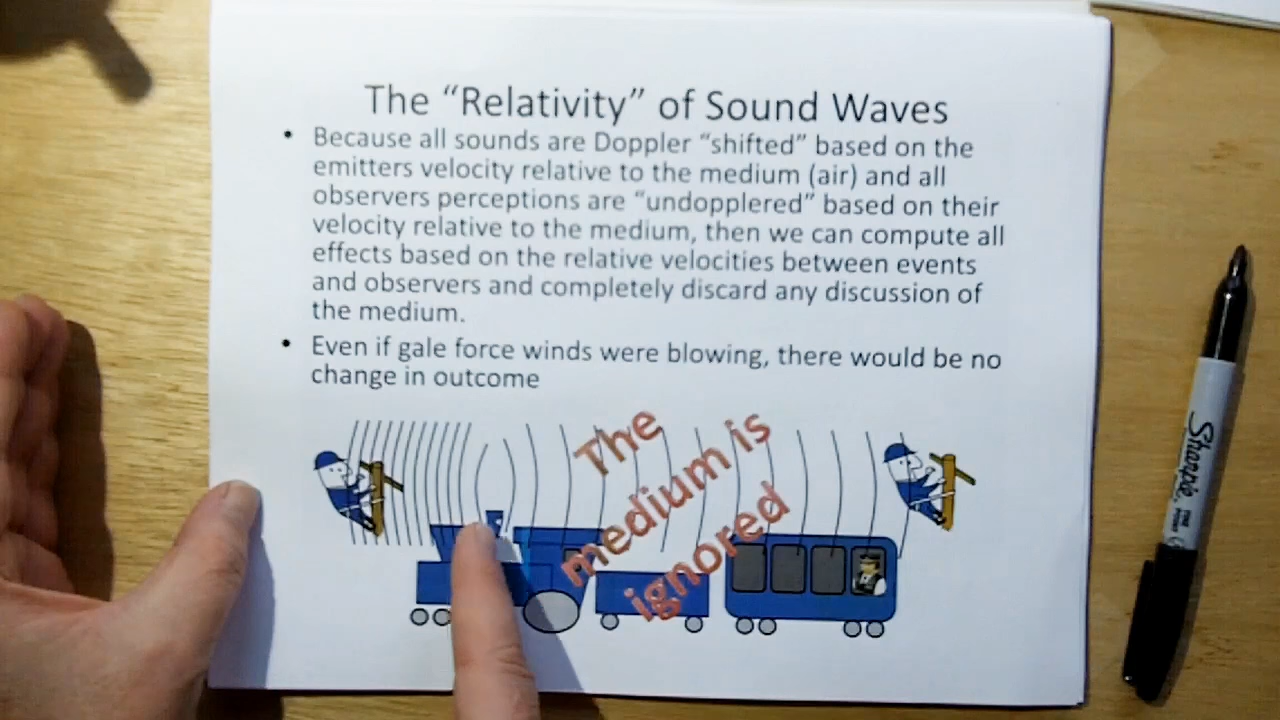 The “Relativity” of Sound Waves
• Because all sounds are Doppler “shifted” based on the
emitters velocity relative to the medium (air) and all
observers perceptions are “undopplered” based on their
velocity relative to the medium, then we can compute all
effects based on the relative velocities between events
and observers and completely discard any discussion of
the medium.
• Even if gale force winds were blowing, there would be no
change in outcome
The
medium is
ignored
Sharpie